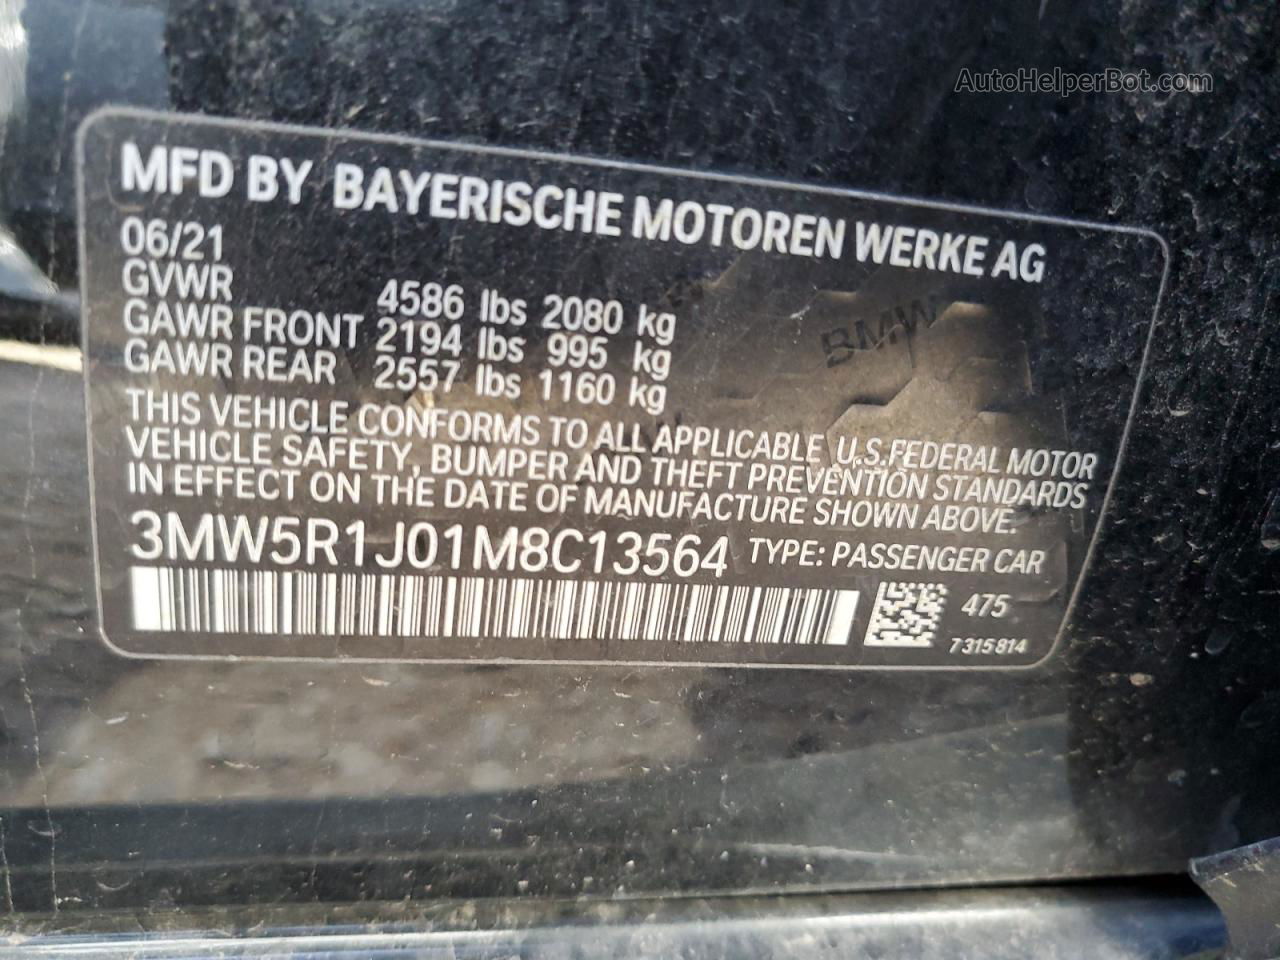 AutoHelperBot.com
MFD BY BAYERISCHE MOTOREN WERKE AG
06/21
GVWR 4586 lbs 2080 kg
GAWR FRONT 2194 lbs 995 kg
GAWR REAR 2557 lbs 1160 kg
THIS VEHICLE CONFORMS TO ALL APPLICABLE U.S.FEDERAL MOTOR
VEHICLE SAFETY, BUMPER AND THEFT PREVENTION STANDARDS
IN EFFECT ON THE DATE OF MANUFACTURE SHOWN ABOVE.
3MW5R1J01M8C13564 TYPE: PASSENGER CAR
475
7315814
BMW